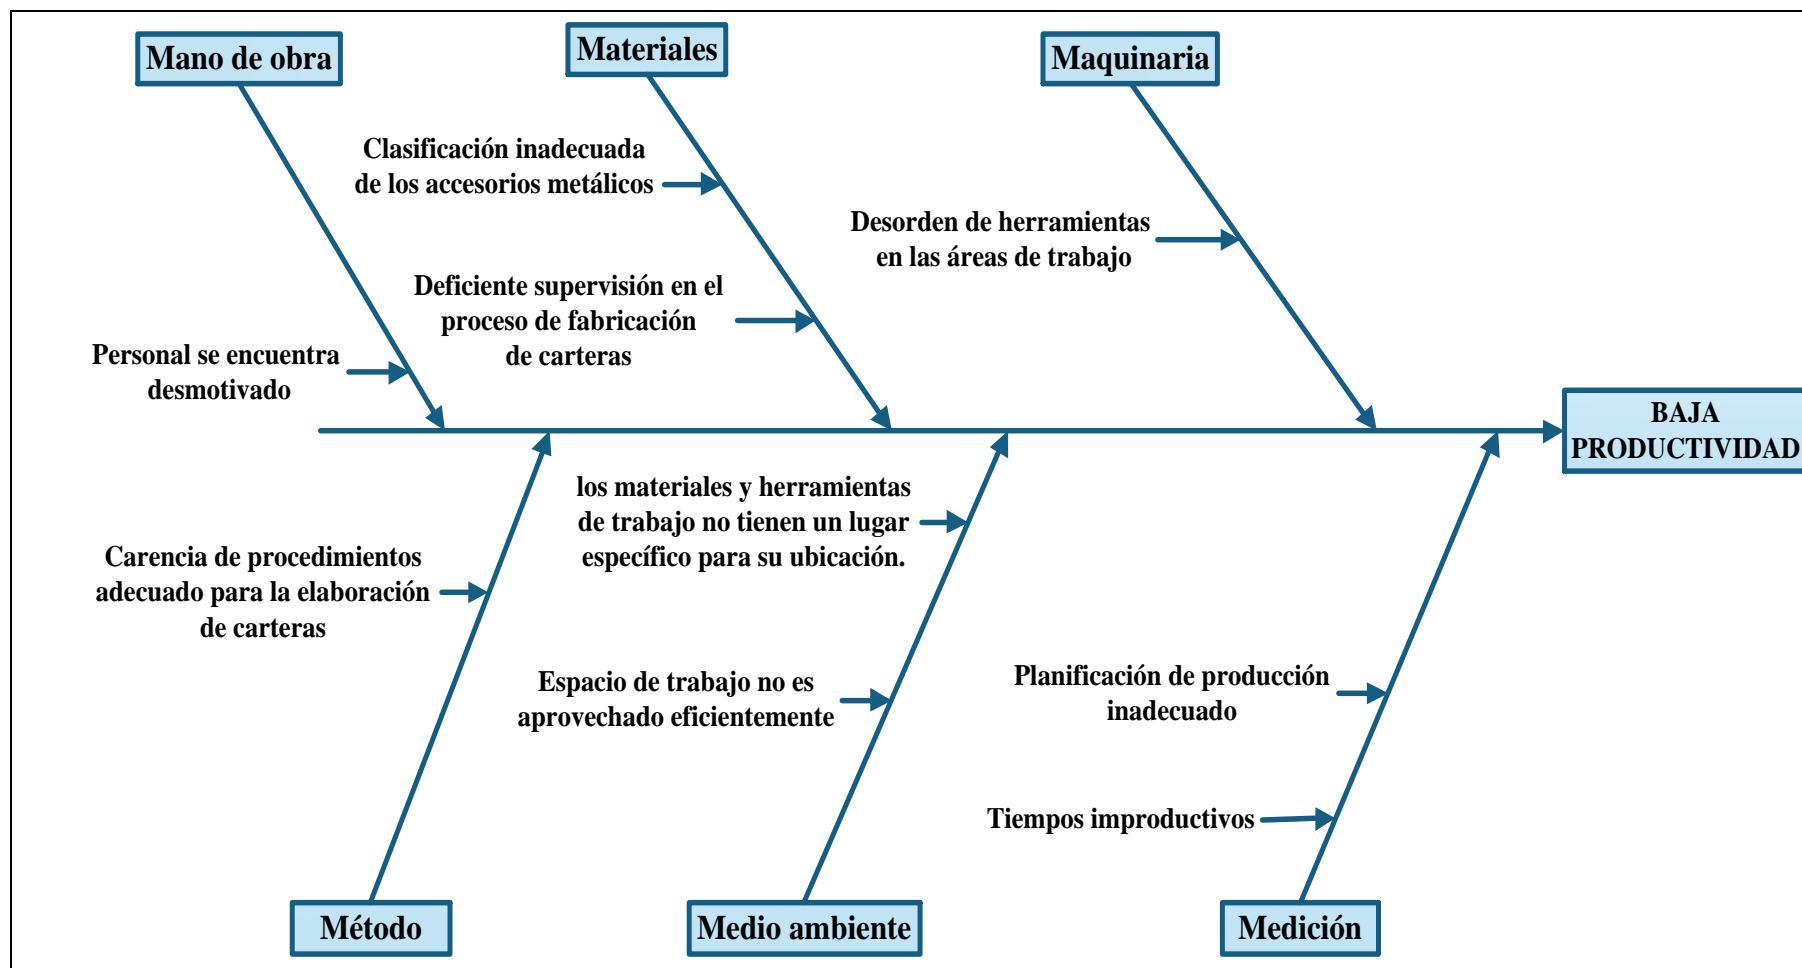 Mano de obra
Materiales
Maquinaria
Clasificación inadecuada
de los accesorios metálicos
Desorden de herramientas
en las áreas de trabajo
Deficiente supervisión en el
proceso de fabricación
de carteras
Personal se encuentra
desmotivado
BAJA
PRODUCTIVIDAD
los materiales y herramientas
de trabajo no tienen un lugar
específico para su ubicación.
Carencia de procedimientos
adecuado para la elaboración
de carteras
Espacio de trabajo no es
aprovechado eficientemente
Planificación de producción
inadecuado
Tiempos improductivos
Método
Medio ambiente
Medición